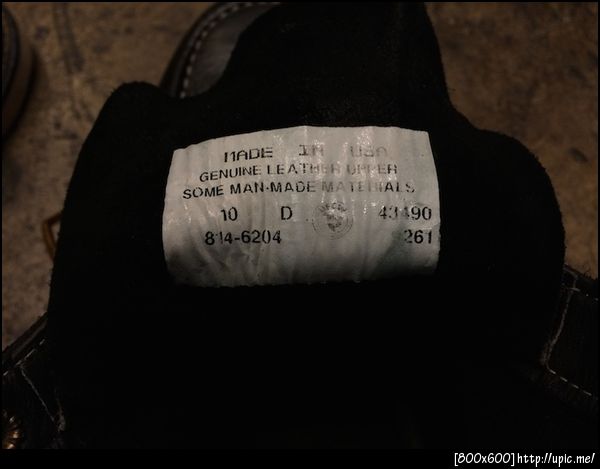 MADE IN USA
GENUINE LEATHER UPPER
SOME MAN-MADE MATERIALS
10 D 43490
814-6204 261
[800x600]http://upic.me/